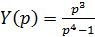 Y(p) = p³/(p⁴−1)